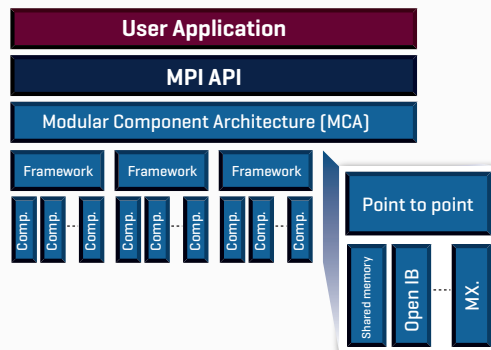 User Application
MPI API
Modular Component Architecture (MCA)
Framework
Framework
Framework
Comp.
Comp.
Comp.
Comp.
Comp.
Comp.
Comp.
Comp.
Comp.
Point to point
Shared memory
Open IB
MX.